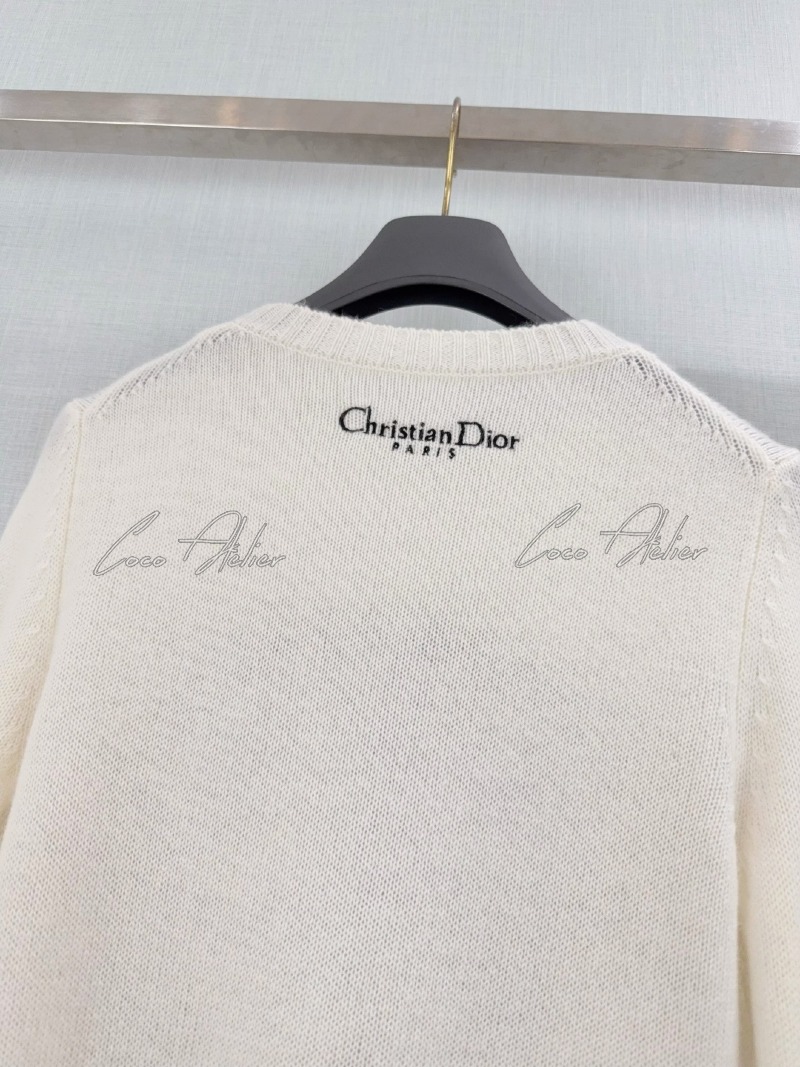 Christian Dior
PARIS
Coco Atelier Coco Atelier